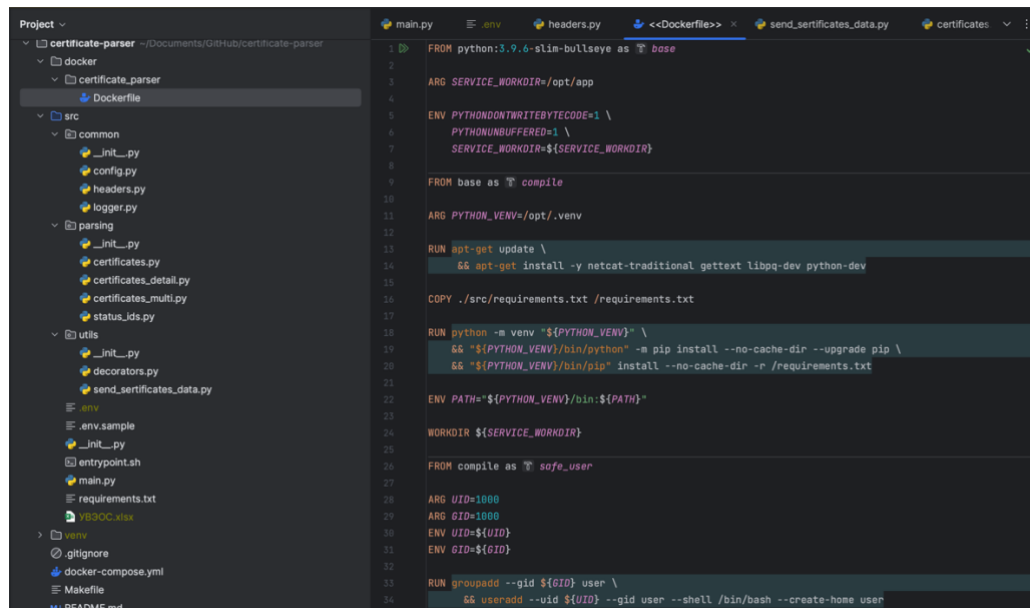 Project
certificate-parser ~/Documents/GitHub/certificate-parser
docker
certificate_parser
Dockerfile
src
common
__init__.py
config.py
headers.py
logger.py
parsing
__init__.py
certificates.py
certificates_detail.py
certificates_multi.py
status_ids.py
utils
__init__.py
decorators.py
send_sertificates_data.py
.env
.env.sample
__init__.py
entrypoint.sh
main.py
requirements.txt
УВЭОС.xlsx
venv
.gitignore
docker-compose.yml
Makefile
README.md
main.py .env headers.py <<Dockerfile>> send_sertificates_data.py certificates.
1 FROM python:3.9.6-slim-bullseye as base
2
3 ARG SERVICE_WORKDIR=/opt/app
4
5 ENV PYTHONDONTWRITEBYTECODE=1 \
6 PYTHONUNBUFFERED=1 \
7 SERVICE_WORKDIR=${SERVICE_WORKDIR}
8
9 FROM base as compile
10
11 ARG PYTHON_VENV=/opt/.venv
12
13 RUN apt-get update \
14 && apt-get install -y netcat-traditional gettext libpq-dev python-dev
15
16 COPY ./src/requirements.txt /requirements.txt
17
18 RUN python -m venv "${PYTHON_VENV}" \
19 && "${PYTHON_VENV}/bin/python" -m pip install --no-cache-dir --upgrade pip \
20 && "${PYTHON_VENV}/bin/pip" install --no-cache-dir -r /requirements.txt
21
22 ENV PATH="${PYTHON_VENV}/bin:${PATH}"
23
24 WORKDIR ${SERVICE_WORKDIR}
25
26 FROM compile as safe_user
27
28 ARG UID=1000
29 ARG GID=1000
30 ENV UID=${UID}
31 ENV GID=${GID}
32
33 RUN groupadd --gid ${GID} user \
34 && useradd --uid ${UID} --gid user --shell /bin/bash --create-home user